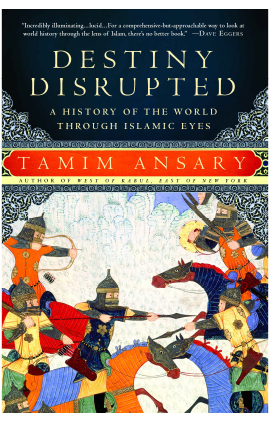 "Incredibly illuminating...lucid...For a comprehensive-but-approachable way to look at
world history through the lens of Islam, there's no better book." —Dave Eggers
DESTINY
DISRUPTED
A HISTORY OF THE WORLD
THROUGH ISLAMIC EYES
TAMIM ANSARY
AUTHOR OF WEST OF KABUL, EAST OF NEW YORK